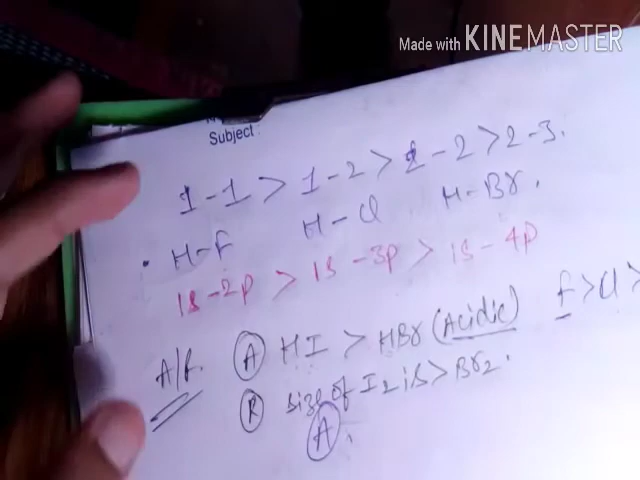 Made with KINEMASTER
Subject :
1-1 > 1-2 > 2-2 > 2-3.
• H-F H-Cl H-Br.
1s-2p > 1s-3p > 1s-4p
A/R. (A) HI > HBr (Acidic) F > Cl >
(R) size of I2 is > Br2.
(A)